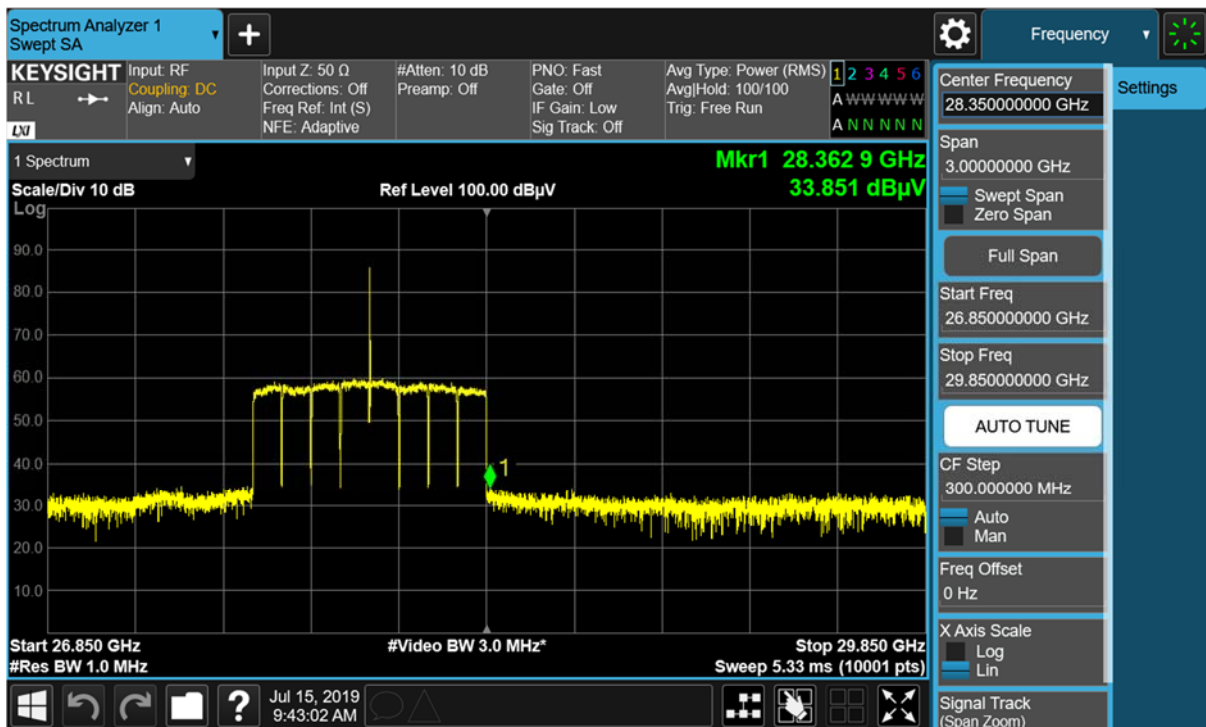 Spectrum Analyzer 1
Swept SA
+
Frequency
KEYSIGHT
R L
LXI
Input: RF
Coupling: DC
Align: Auto
Input Z: 50 Ω
Corrections: Off
Freq Ref: Int (S)
NFE: Adaptive
#Atten: 10 dB
Preamp: Off
PNO: Fast
Gate: Off
IF Gain: Low
Sig Track: Off
Avg Type: Power (RMS)
Avg|Hold: 100/100
Trig: Free Run
1 2 3 4 5 6
A W W W W W
A N N N N N
1 Spectrum
Mkr1 28.362 9 GHz
33.851 dBµV
Scale/Div 10 dB
Ref Level 100.00 dBµV
Log
90.0
80.0
70.0
60.0
50.0
40.0
30.0
20.0
10.0
1
Start 26.850 GHz
#Video BW 3.0 MHz*
Stop 29.850 GHz
#Res BW 1.0 MHz
Sweep 5.33 ms (10001 pts)
?
Jul 15, 2019
9:43:02 AM
Center Frequency
28.350000000 GHz
Span
3.00000000 GHz
Swept Span
Zero Span
Full Span
Start Freq
26.850000000 GHz
Stop Freq
29.850000000 GHz
AUTO TUNE
CF Step
300.000000 MHz
Auto
Man
Freq Offset
0 Hz
X Axis Scale
Log
Lin
Signal Track
(Span Zoom)
Settings